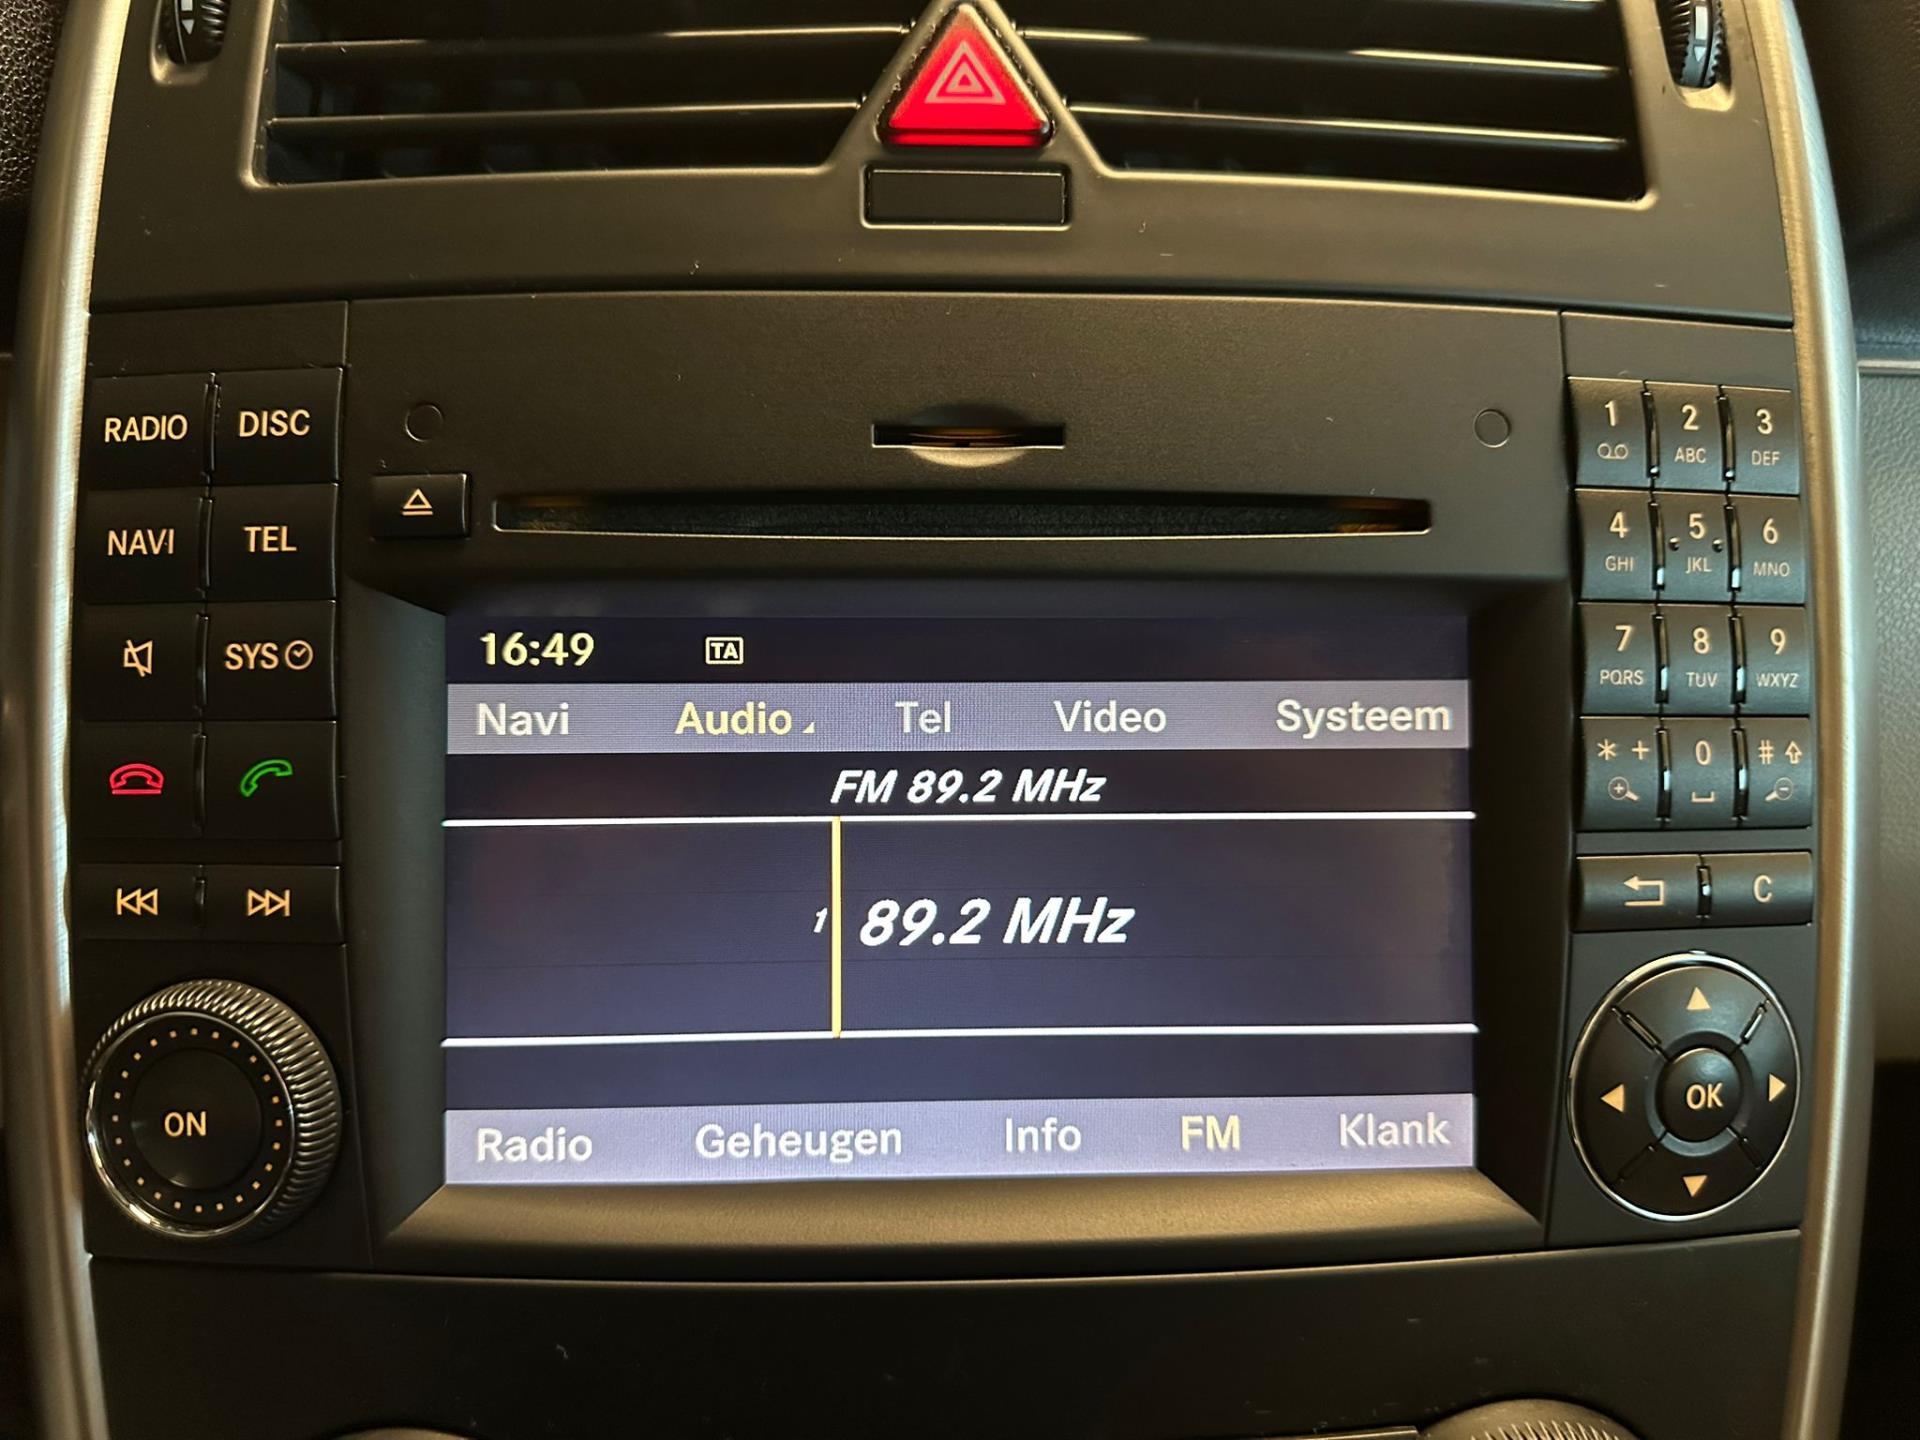 RADIO DISC
NAVI TEL
SYS
ON
1 2 ABC 3 DEF
4 GHI 5 JKL 6 MNO
7 PQRS 8 TUV 9 WXYZ
* + 0 #
C
OK
16:49 TA
Navi Audio Tel Video Systeem
FM 89.2 MHz
1 89.2 MHz
Radio Geheugen Info FM Klank